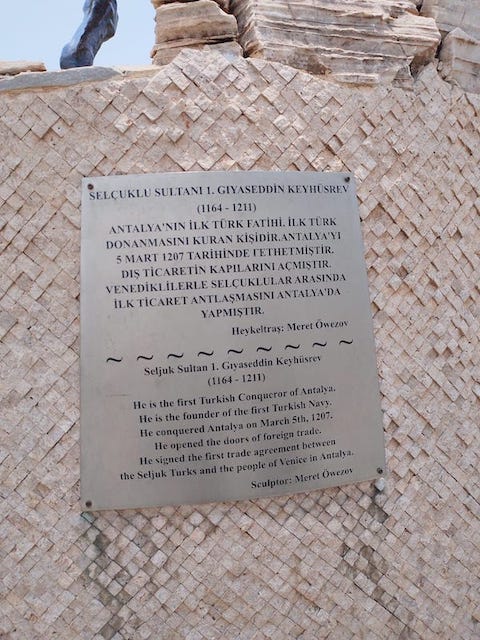 SELÇUKLU SULTANI 1. GIYASEDDİN KEYHÜSREV
(1164 - 1211)
ANTALYA'NIN İLK TÜRK FATİHİ. İLK TÜRK
DONANMASINI KURAN KİŞİDİR.ANTALYA'YI
5 MART 1207 TARİHİNDE FETHETMİŞTİR.
DIŞ TİCARETİN KAPILARINI AÇMIŞTIR.
VENEDİKLİLERLE SELÇUKLULAR ARASINDA
İLK TİCARET ANTLAŞMASINI ANTALYA'DA
YAPMIŞTIR.
Heykeltraş: Meret Öwezov
Seljuk Sultan 1. Gıyaseddin Keyhüsrev
(1164 - 1211)
He is the first Turkish Conqueror of Antalya.
He is the founder of the first Turkish Navy.
He conquered Antalya on March 5th, 1207.
He opened the doors of foreign trade.
He signed the first trade agreement between
the Seljuk Turks and the people of Venice in Antalya.
Sculptor: Meret Öwezov